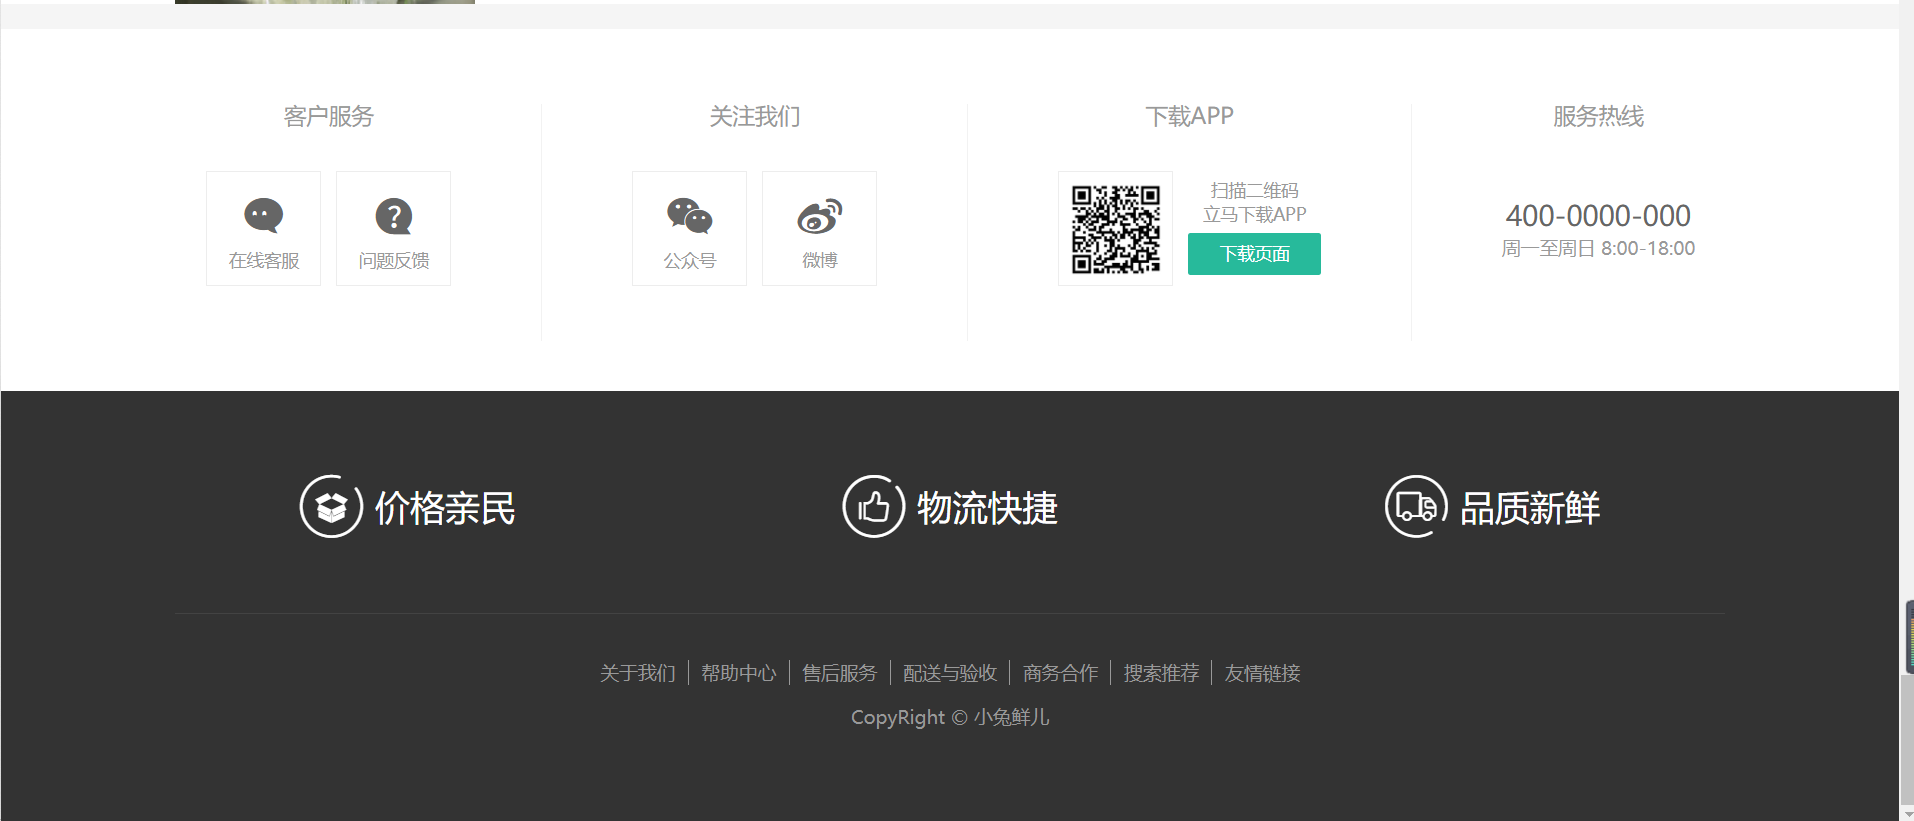 客户服务
在线客服
问题反馈
关注我们
公众号
微博
下载APP
扫描二维码
立马下载APP
下载页面
服务热线
400-0000-000
周一至周日 8:00-18:00
价格亲民
物流快捷
品质新鲜
关于我们 帮助中心 售后服务 配送与验收 商务合作 搜索推荐 友情链接
CopyRight © 小兔鲜儿